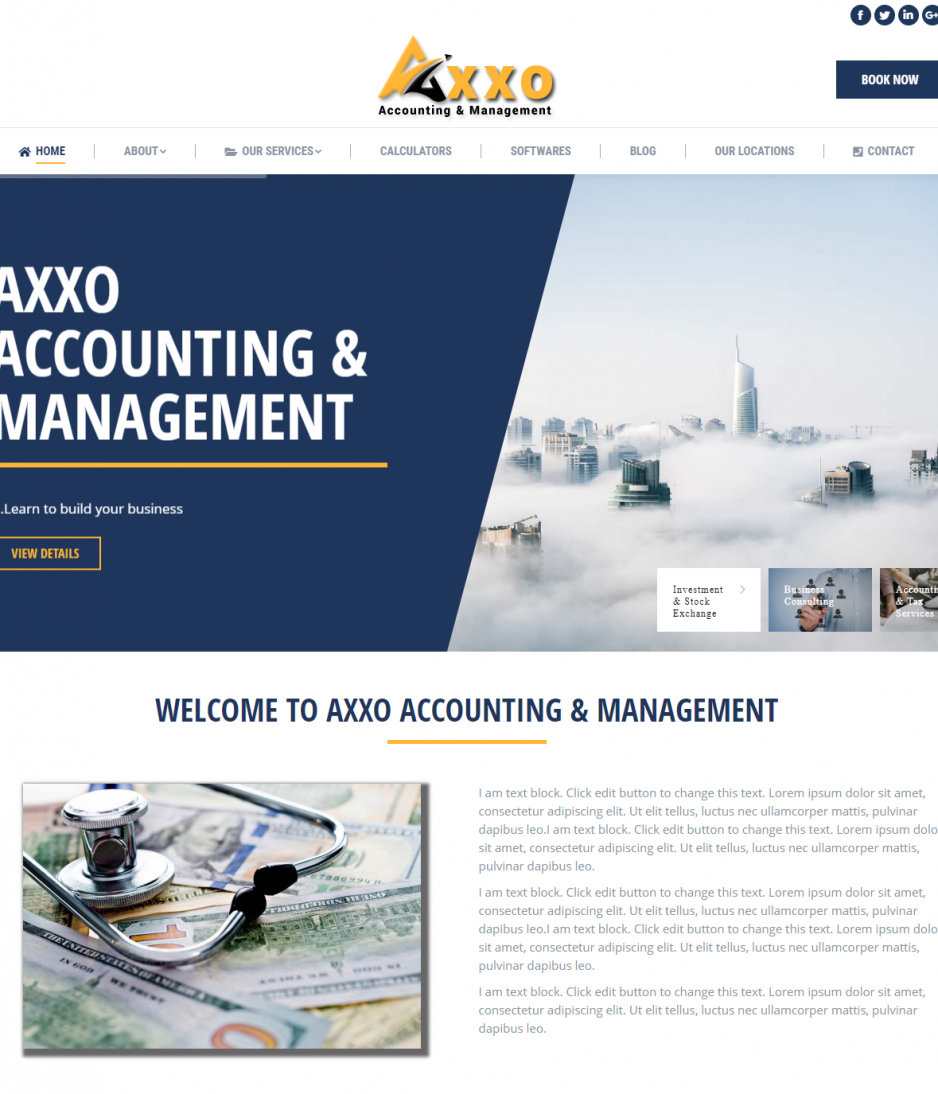 Axxo
Accounting & Management
BOOK NOW
HOME
ABOUT
OUR SERVICES
CALCULATORS
SOFTWARES
BLOG
OUR LOCATIONS
CONTACT
AXXO
ACCOUNTING &
MANAGEMENT
.Learn to build your business
VIEW DETAILS
Investment
& Stock
Exchange
Business
Consulting
& Tax
Services
WELCOME TO AXXO ACCOUNTING & MANAGEMENT
I am text block. Click edit button to change this text. Lorem ipsum dolor sit amet,
consectetur adipiscing elit. Ut elit tellus, luctus nec ullamcorper mattis, pulvinar
dapibus leo.I am text block. Click edit button to change this text. Lorem ipsum dolo
sit amet, consectetur adipiscing elit. Ut elit tellus, luctus nec ullamcorper mattis,
pulvinar dapibus leo.
I am text block. Click edit button to change this text. Lorem ipsum dolor sit amet,
consectetur adipiscing elit. Ut elit tellus, luctus nec ullamcorper mattis, pulvinar
dapibus leo.I am text block. Click edit button to change this text. Lorem ipsum dolo
sit amet, consectetur adipiscing elit. Ut elit tellus, luctus nec ullamcorper mattis,
pulvinar dapibus leo.
I am text block. Click edit button to change this text. Lorem ipsum dolor sit amet,
consectetur adipiscing elit. Ut elit tellus, luctus nec ullamcorper mattis, pulvinar
dapibus leo.